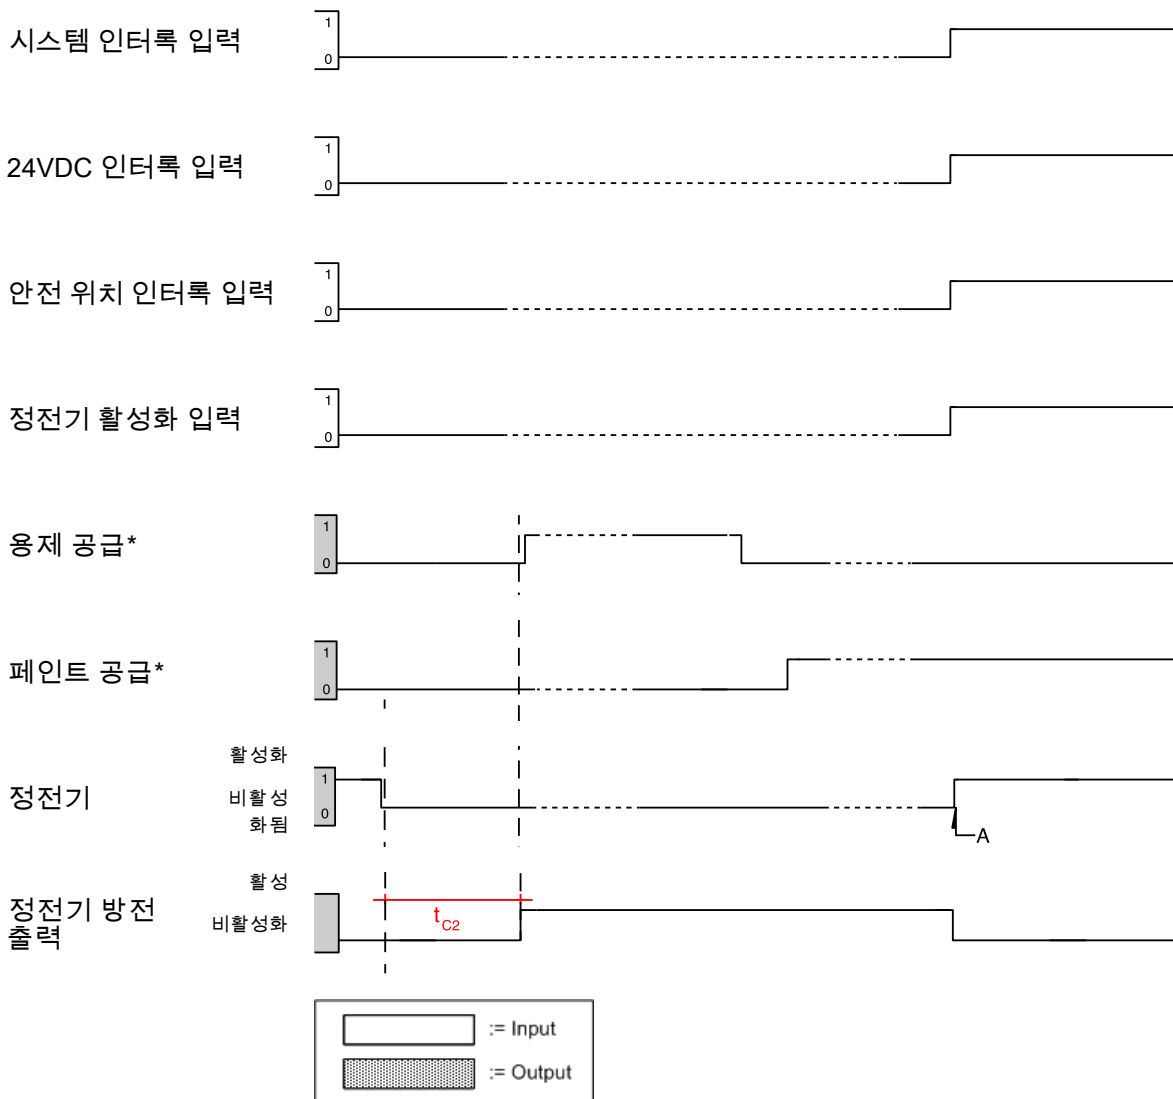 시스템 인터록 입력
1
0
24VDC 인터록 입력
1
0
안전 위치 인터록 입력
1
0
정전기 활성화 입력
1
0
용제 공급*
1
0
페인트 공급*
1
0
정전기
활성화
비활성
화됨
1
0
A
정전기 방전
출력
활성
비활성화
tC2
:= Input
:= Output